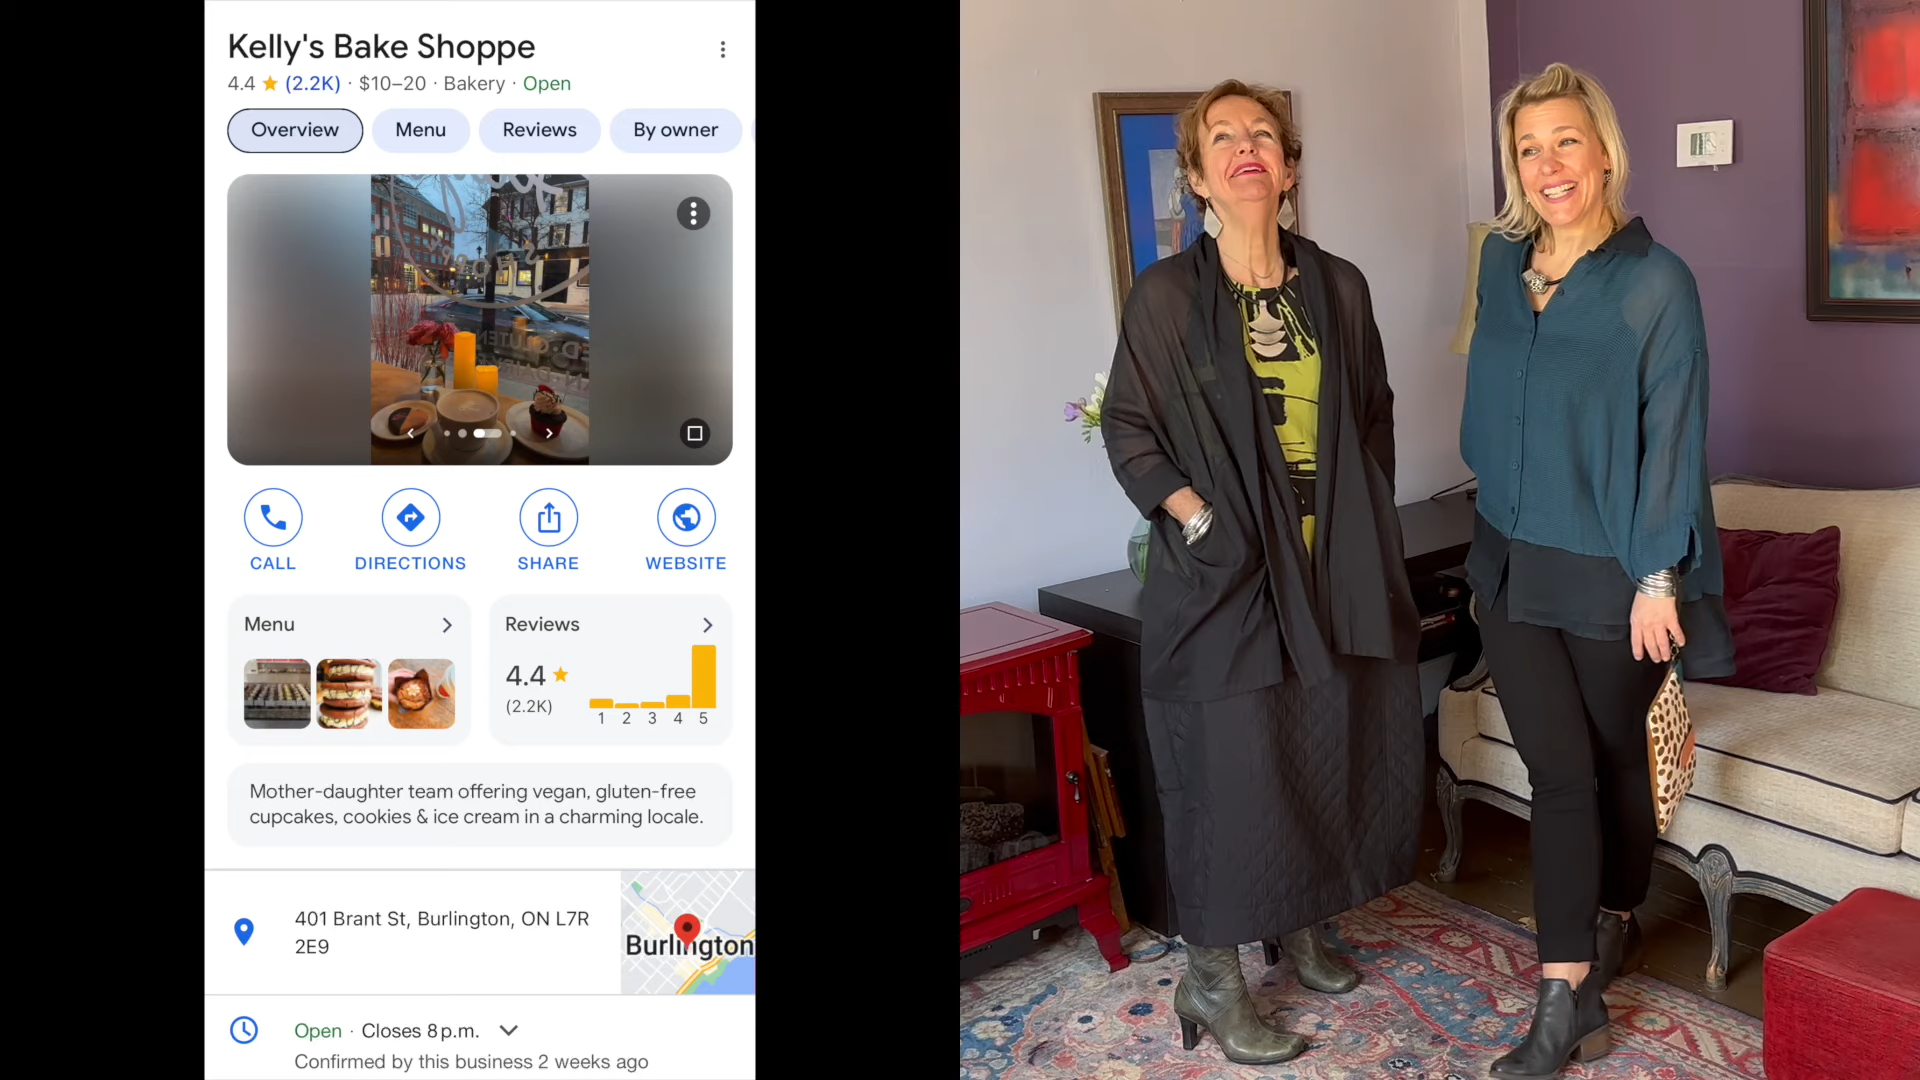 Kelly's Bake Shoppe
4.4 ★ (2.2K) · $10–20 · Bakery · Open
Overview Menu Reviews By owner
SHOP
CALL DIRECTIONS SHARE WEBSITE
Menu
Reviews
4.4 ★
(2.2K)
1 2 3 4 5
Mother-daughter team offering vegan, gluten-free
cupcakes, cookies & ice cream in a charming locale.
401 Brant St, Burlington, ON L7R
2E9
Burlington
Open · Closes 8 p.m.
Confirmed by this business 2 weeks ago